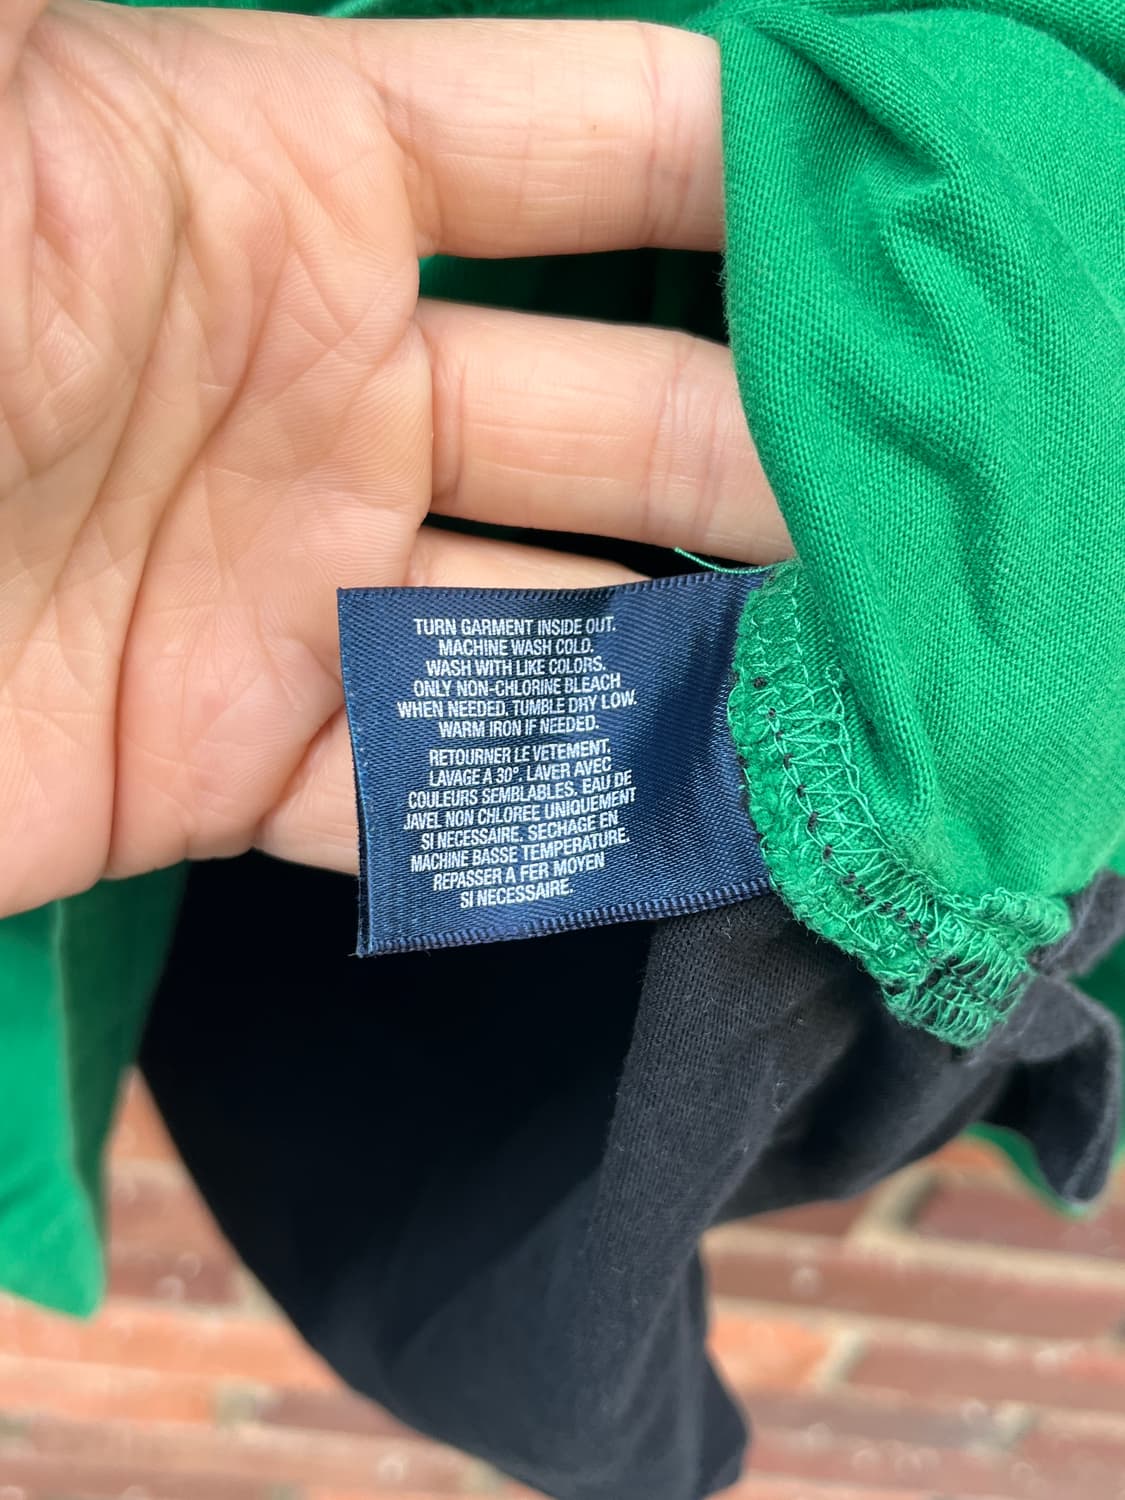 TURN GARMENT INSIDE OUT.
MACHINE WASH COLD.
WASH WITH LIKE COLORS.
ONLY NON-CHLORINE BLEACH
WHEN NEEDED. TUMBLE DRY LOW.
WARM IRON IF NEEDED.
RETOURNER LE VETEMENT.
LAVAGE A 30°. LAVER AVEC
COULEURS SEMBLABLES. EAU DE
JAVEL NON CHLOREE UNIQUEMENT
SI NECESSAIRE. SECHAGE EN
MACHINE BASSE TEMPERATURE.
REPASSER A FER MOYEN
SI NECESSAIRE.